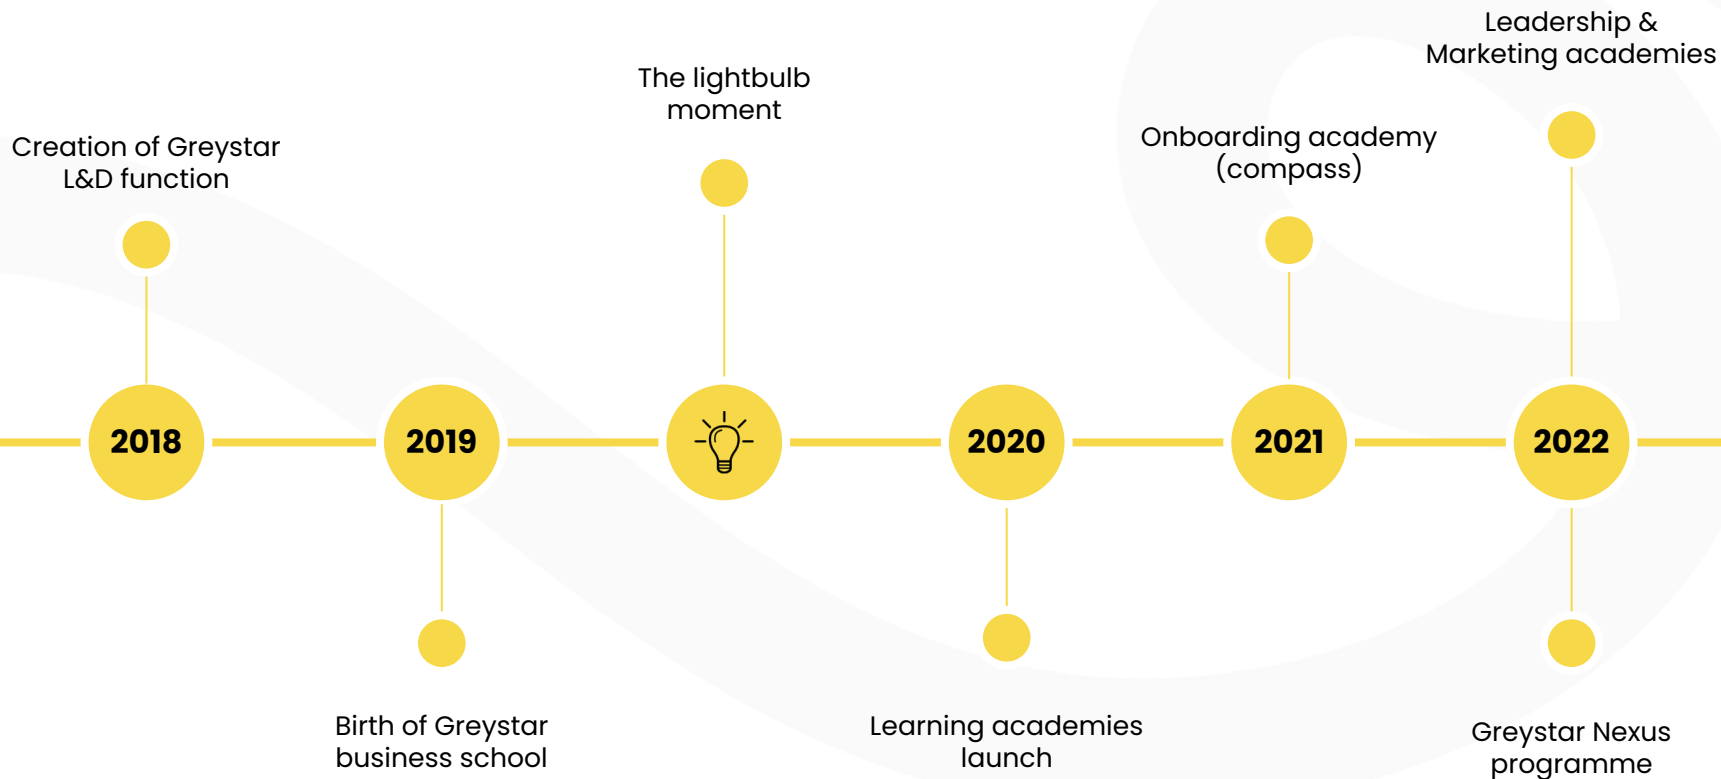 Creation of Greystar
L&D function
2018
2019
Birth of Greystar
business school
The lightbulb
moment
2020
Learning academies
launch
Onboarding academy
(compass)
2021
Leadership &
Marketing academies
2022
Greystar Nexus
programme